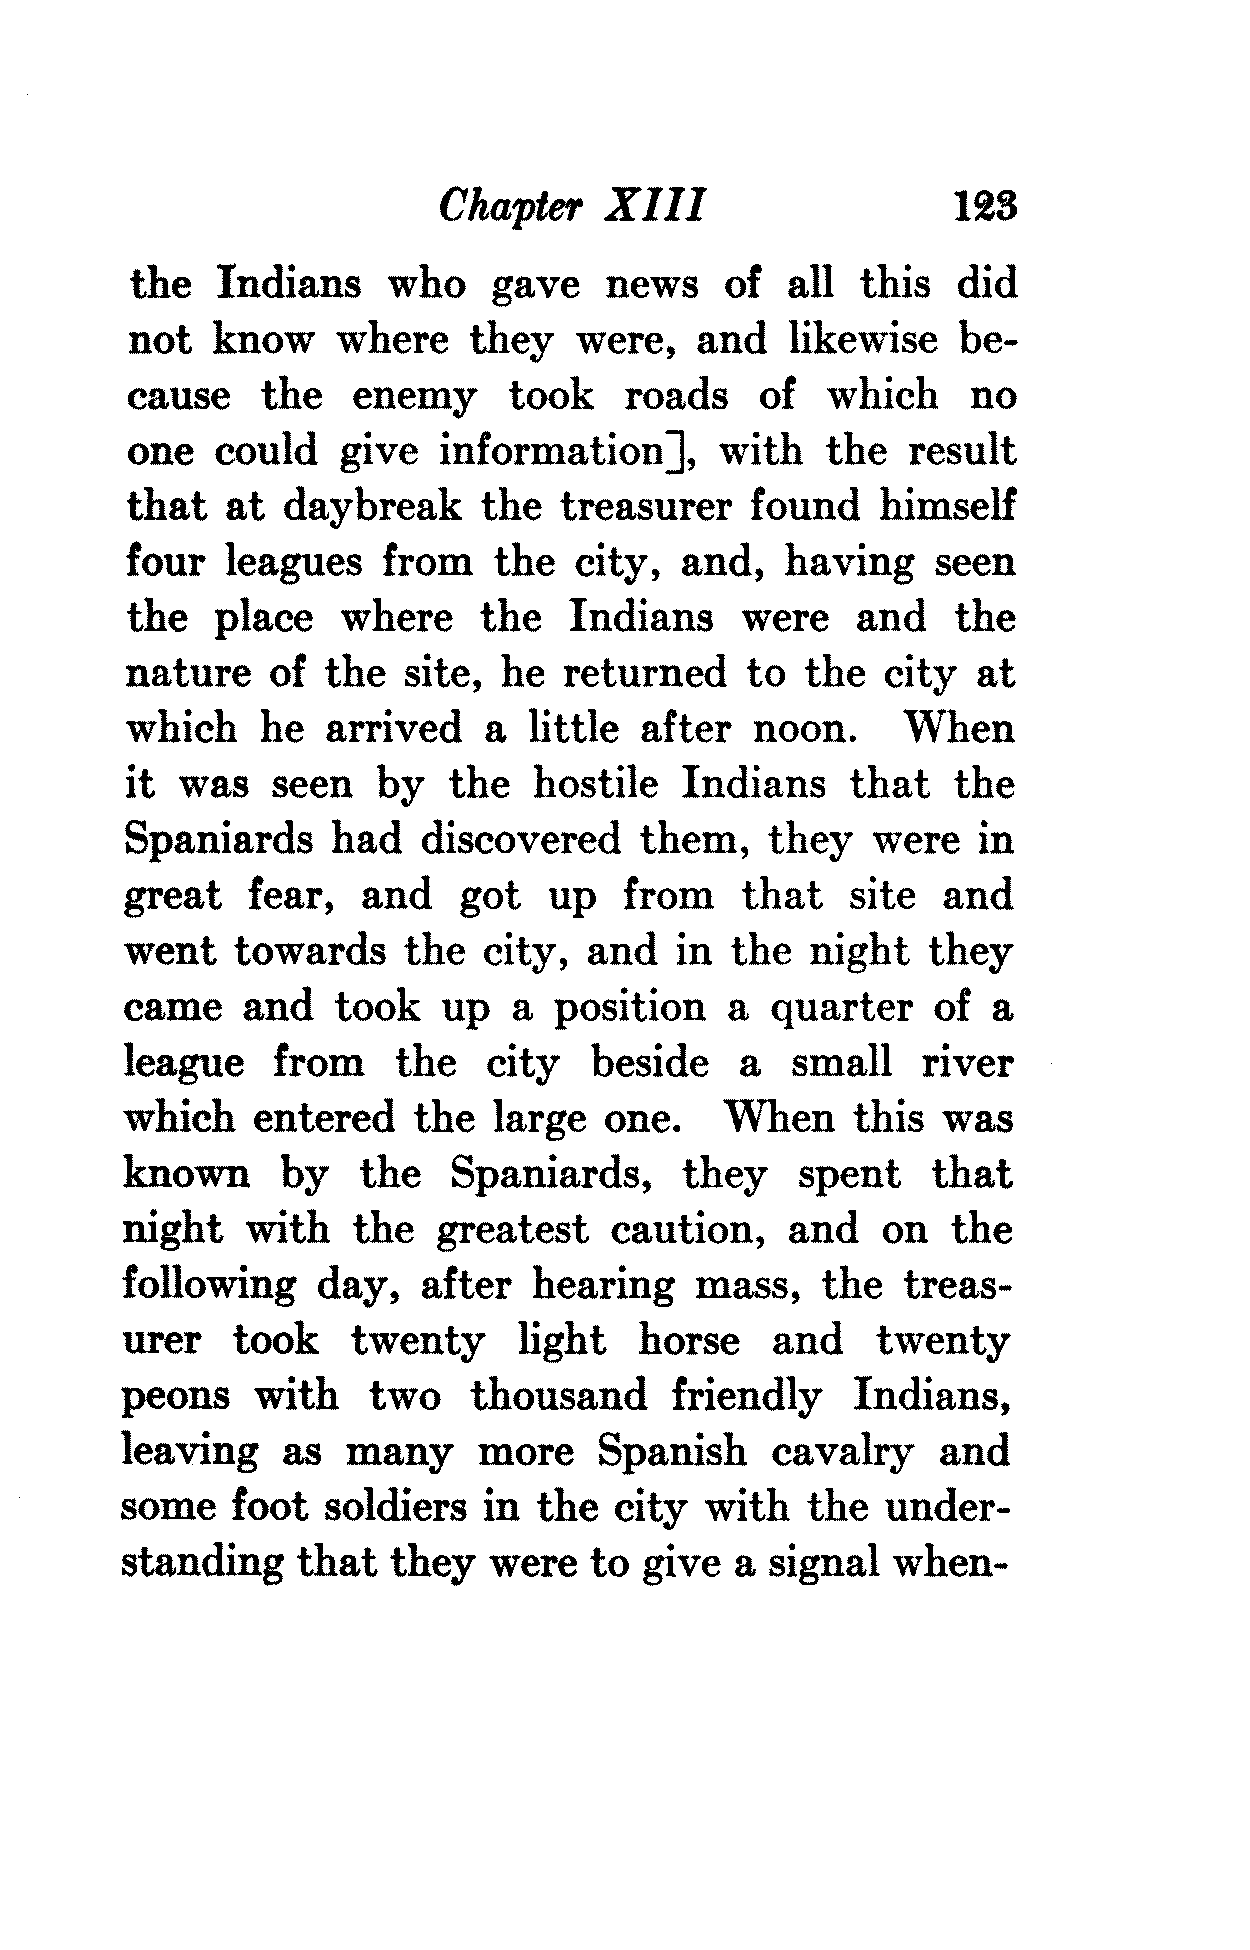 Chapter XIII 123
the Indians who gave news of all this did
not know where they were, and likewise be-
cause the enemy took roads of which no
one could give information], with the result
that at daybreak the treasurer found himself
four leagues from the city, and, having seen
the place where the Indians were and the
nature of the site, he returned to the city at
which he arrived a little after noon. When
it was seen by the hostile Indians that the
Spaniards had discovered them, they were in
great fear, and got up from that site and
went towards the city, and in the night they
came and took up a position a quarter of a
league from the city beside a small river
which entered the large one. When this was
known by the Spaniards, they spent that
night with the greatest caution, and on the
following day, after hearing mass, the treas-
urer took twenty light horse and twenty
peons with two thousand friendly Indians,
leaving as many more Spanish cavalry and
some foot soldiers in the city with the under-
standing that they were to give a signal when-